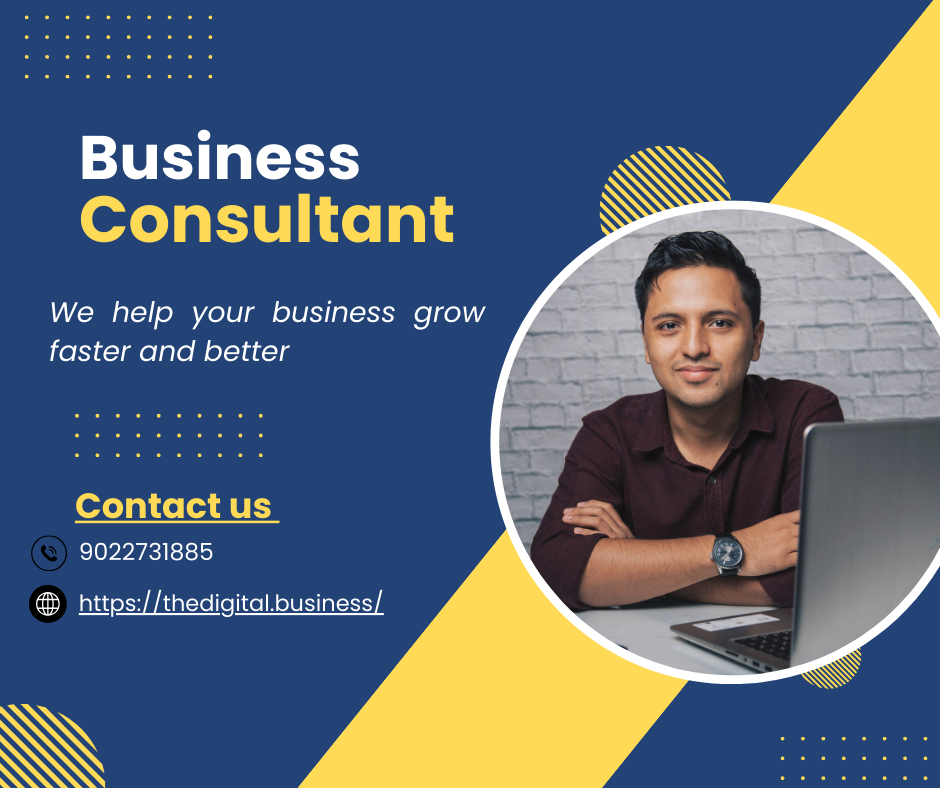 Business
Consultant
We help your business grow
faster and better
Contact us
9022731885
https://thedigital.business/